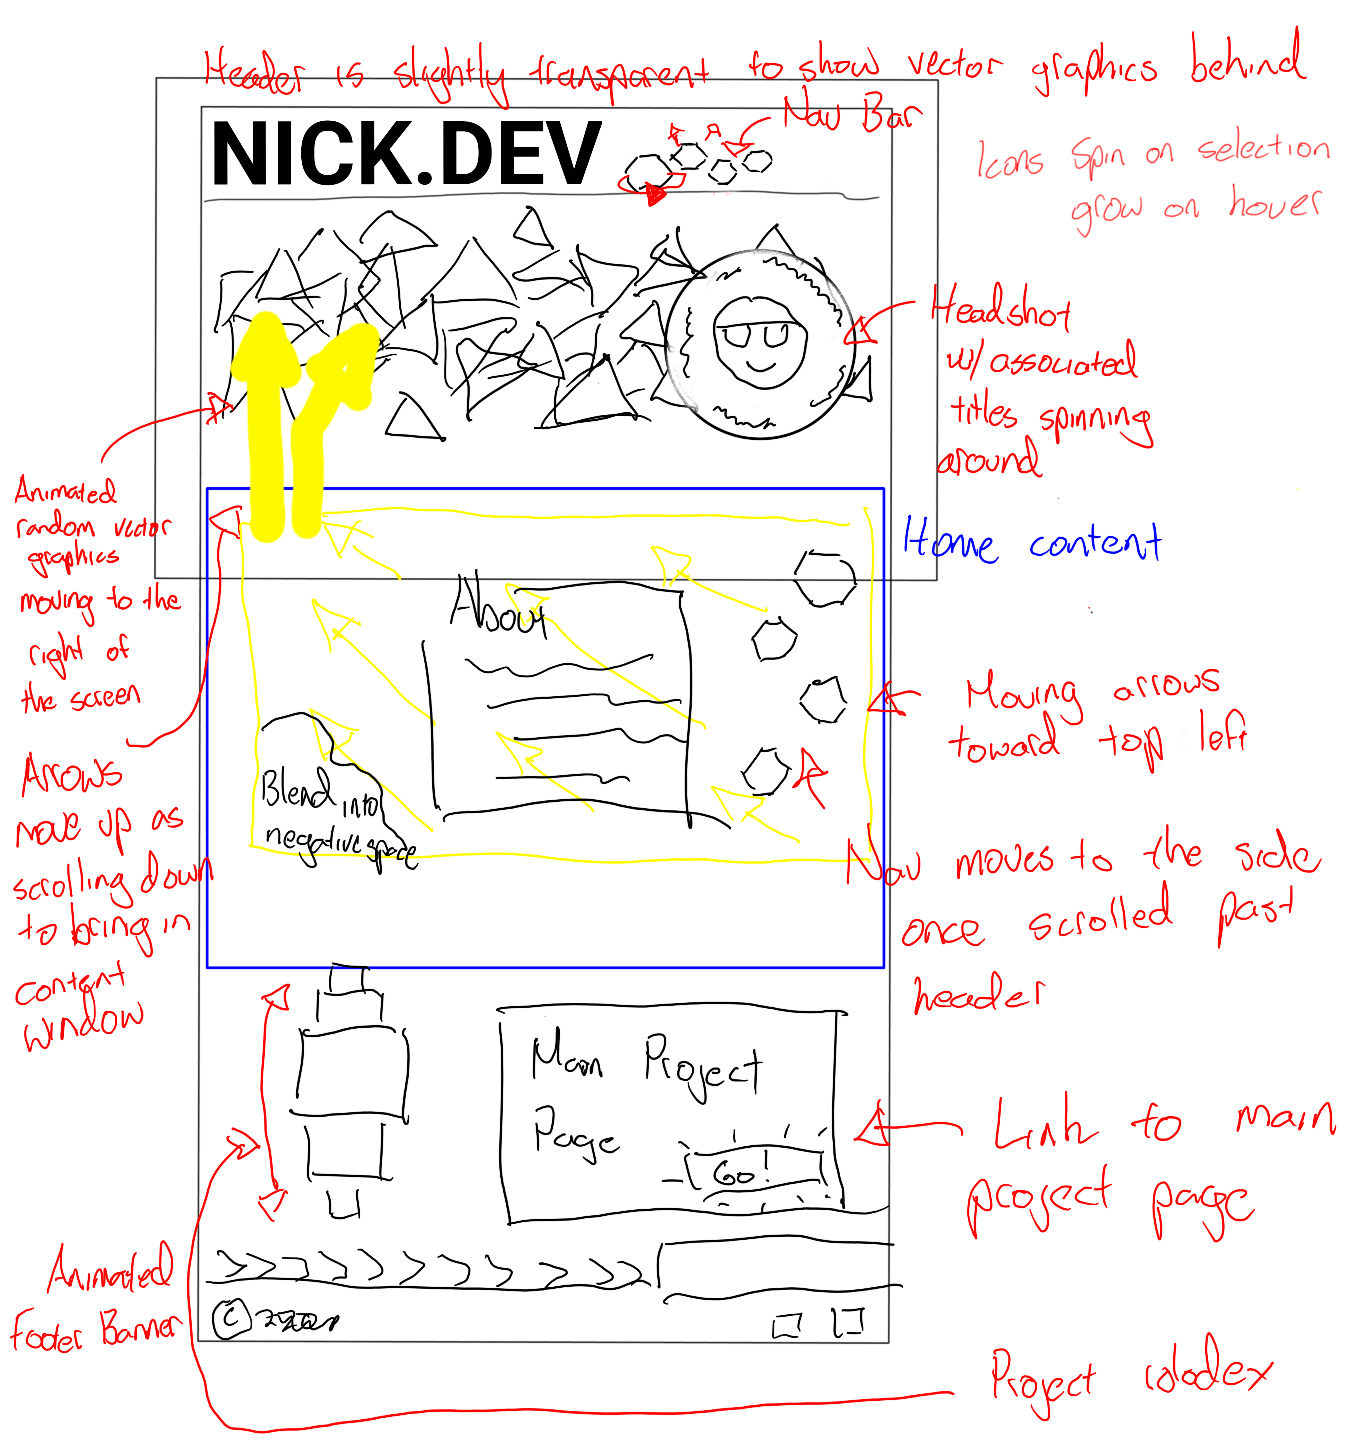 Header is slightly transparent to show vector graphics behind
Nav Bar
NICK.DEV
Icons spin on selection
grow on hover
Headshot
w/ associated
titles spinning
around
Animated
random vector
graphics
moving to the
right of
the screen
Home content
About
Moving arrows
toward top left
Arrows
move up as
scrolling down
to bring in
content
window
Blend into
negative space
Nav moves to the side
once scrolled past
header
Main Project
Page
Go!
Link to main
project page
Animated
Footer Banner
©
Project rolodex